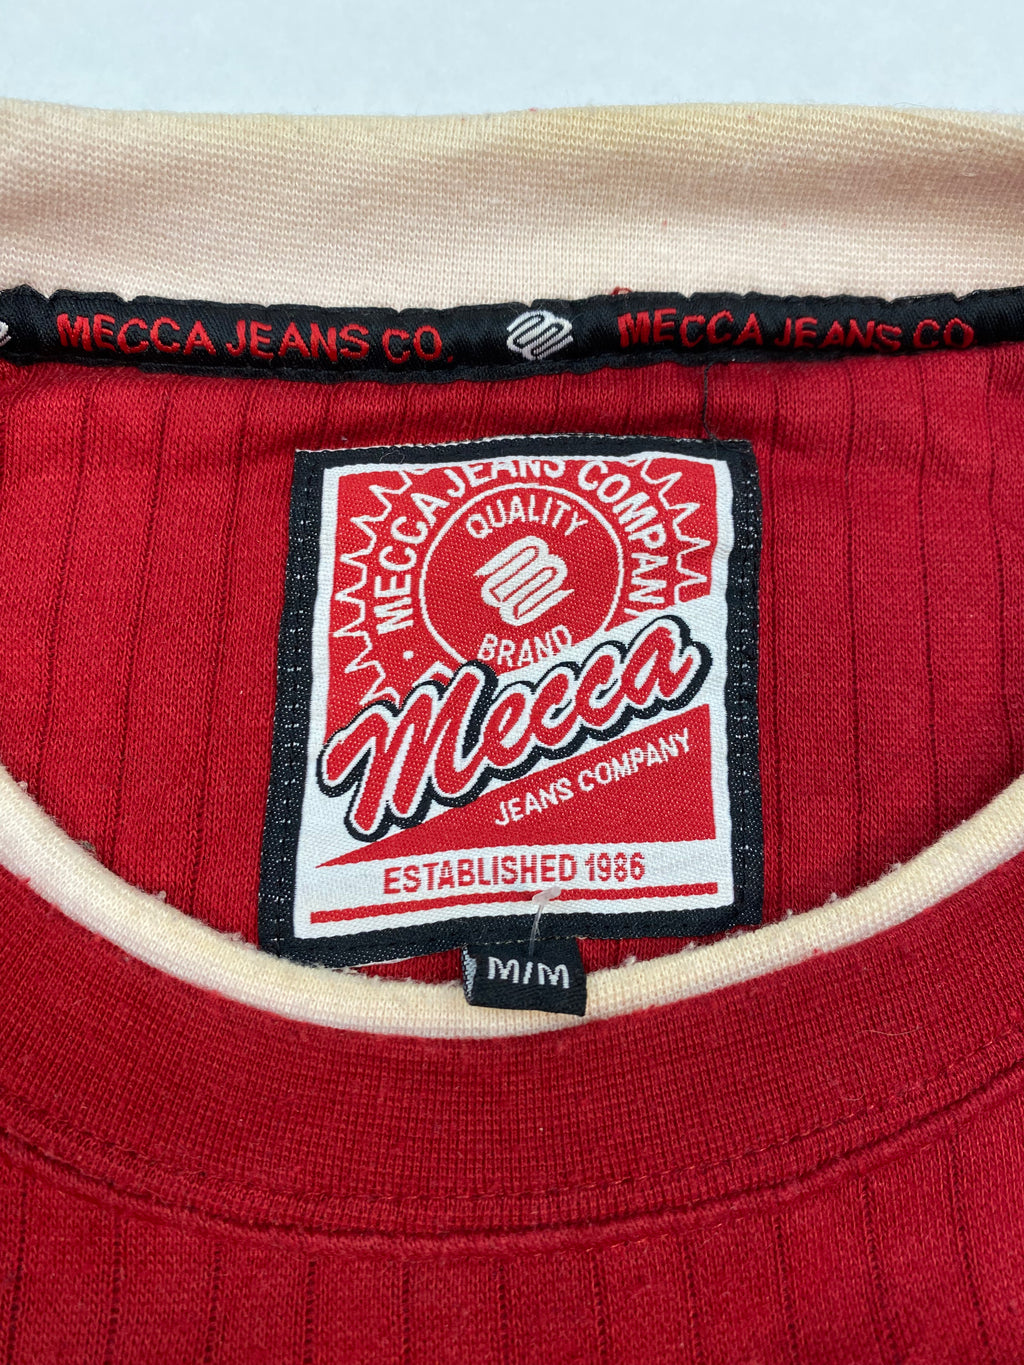 MECCA JEANS CO. MECCA JEANS CO
MECCA JEANS COMPANY
QUALITY
BRAND
Mecca
JEANS COMPANY
ESTABLISHED 1986
M/M